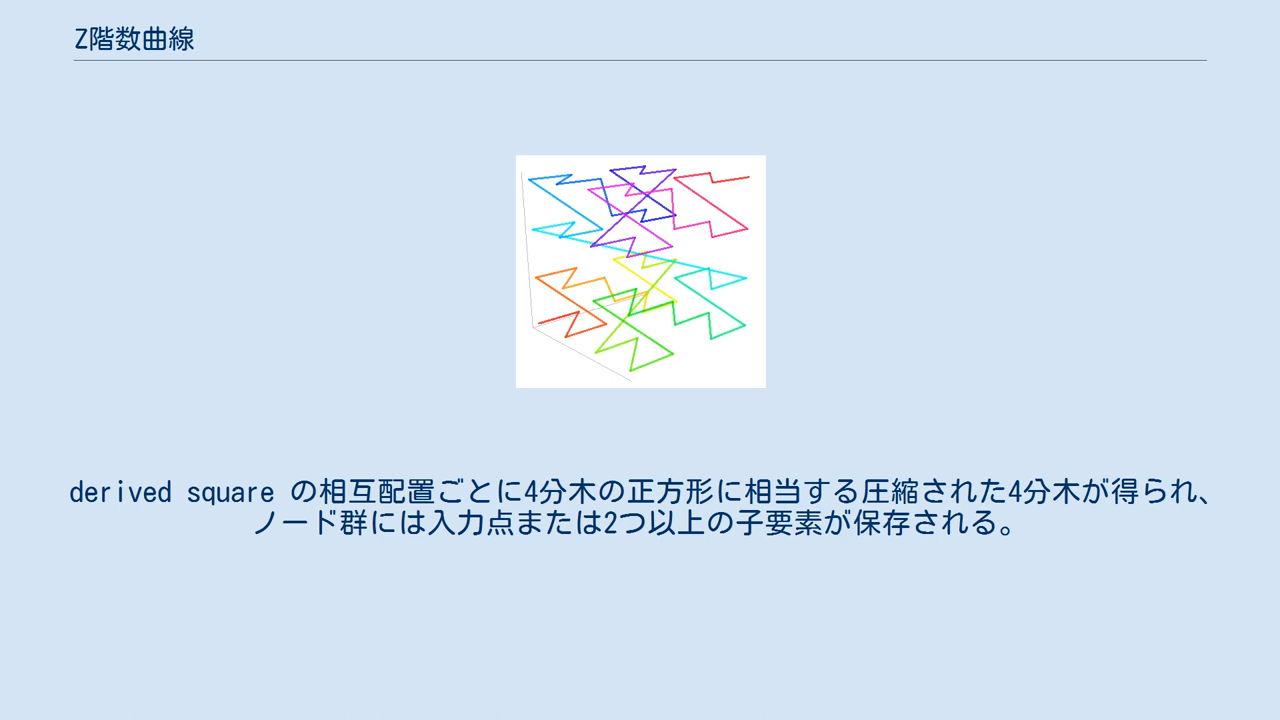 Z階数曲線
derived square の相互配置ごとに4分木の正方形に相当する圧縮された4分木が得られ、
ノード群には入力点または2つ以上の子要素が保存される。